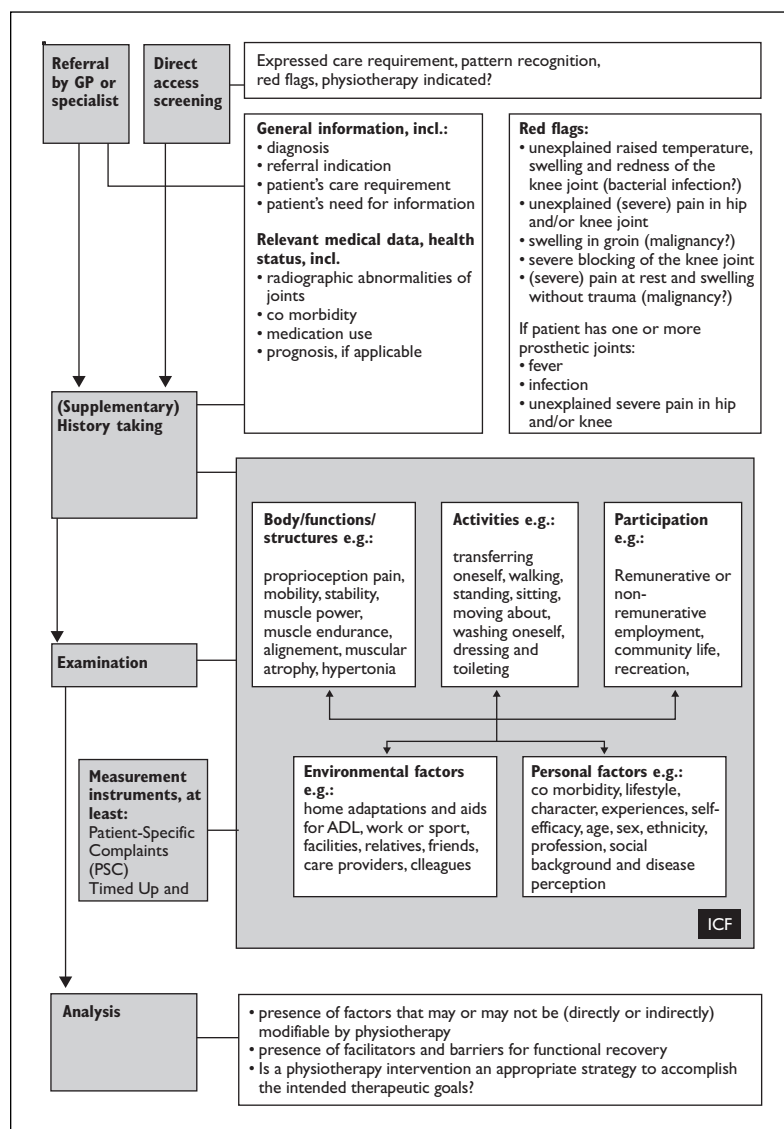 Referral
by GP or
specialist
Direct
access
screening
Expressed care requirement, pattern recognition,
red flags, physiotherapy indicated?
General information, incl.:
• diagnosis
• referral indication
• patient's care requirement
• patient's need for information
Relevant medical data, health
status, incl.
• radiographic abnormalities of
joints
• co morbidity
• medication use
• prognosis, if applicable
Red flags:
• unexplained raised temperature,
swelling and redness of the
knee joint (bacterial infection?)
• unexplained (severe) pain in hip
and/or knee joint
• swelling in groin (malignancy?)
• severe blocking of the knee joint
• (severe) pain at rest and swelling
without trauma (malignancy?)
If patient has one or more
prosthetic joints:
• fever
• infection
• unexplained severe pain in hip
and/or knee
(Supplementary)
History taking
Body/functions/
structures e.g.:
proprioception pain,
mobility, stability,
muscle power,
muscle endurance,
alignement, muscular
atrophy, hypertonia
Activities e.g.:
transferring
oneself, walking,
standing, sitting,
moving about,
washing oneself,
dressing and
toileting
Participation
e.g.:
Remunerative or
non-
remunerative
employment,
community life,
recreation,
Examination
Measurement
instruments, at
least:
Patient-Specific
Complaints
(PSC)
Timed Up and
Environmental factors
e.g.:
home adaptations and aids
for ADL, work or sport,
facilities, relatives, friends,
care providers, clleagues
Personal factors e.g.:
co morbidity, lifestyle,
character, experiences, self-
efficacy, age, sex, ethnicity,
profession, social
background and disease
perception
ICF
Analysis
• presence of factors that may or may not be (directly or indirectly)
modifiable by physiotherapy
• presence of facilitators and barriers for functional recovery
• Is a physiotherapy intervention an appropriate strategy to accomplish
the intended therapeutic goals?